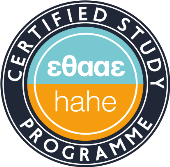 CERTIFIED STUDY
εθααε
hahe
PROGRAMME